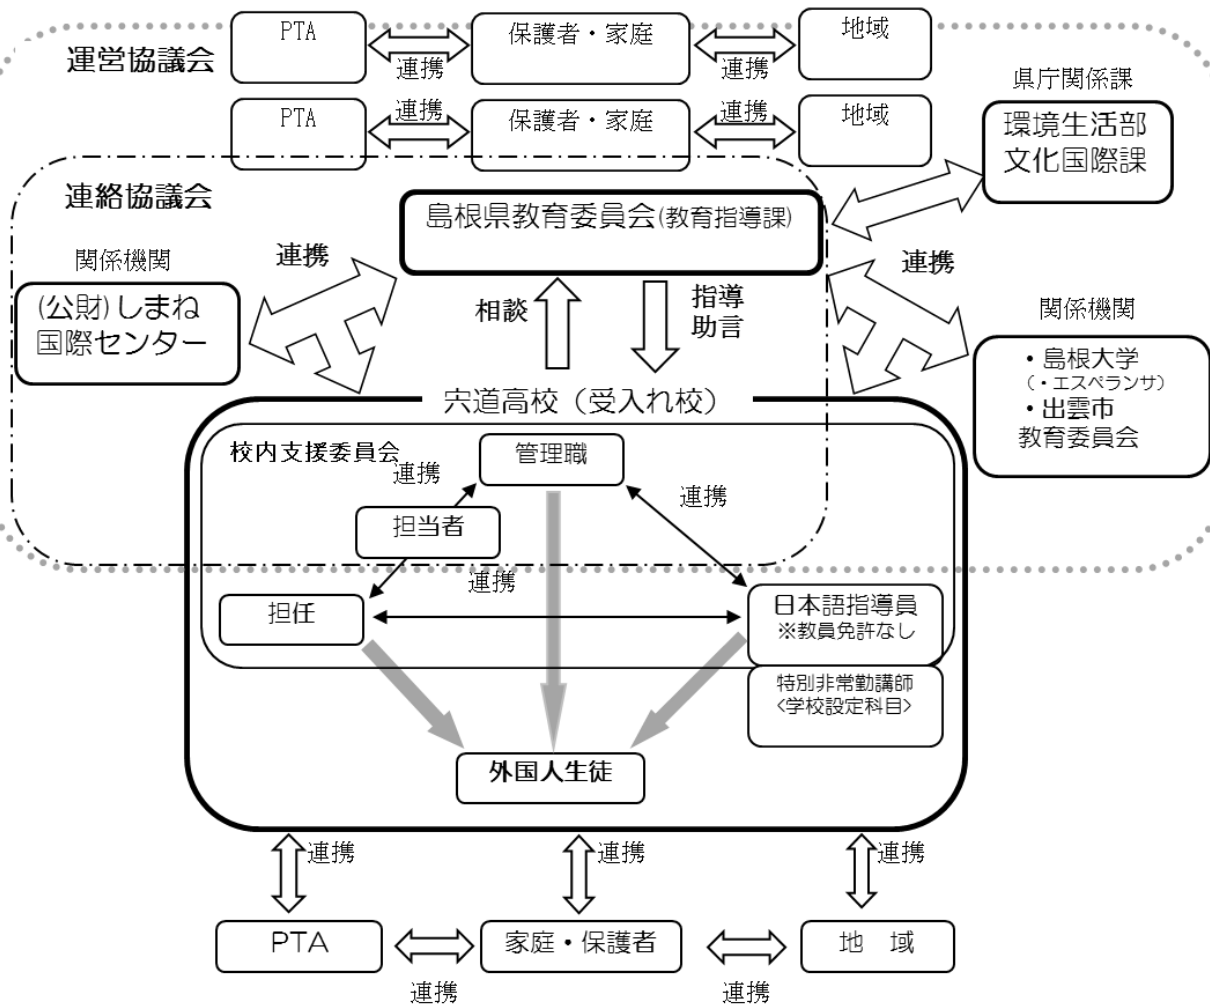 PTA
保護者・家庭
地域
運営協議会
連携
連携
県庁関係課
PTA
連携
保護者・家庭
連携
地域
環境生活部
文化国際課
連絡協議会
島根県教育委員会(教育指導課)
関係機関
連携
連携
(公財)しまね
国際センター
相談
指導
助言
関係機関
・島根大学
（・エスペランサ）
・出雲市
教育委員会
宍道高校（受入れ校）
校内支援委員会
管理職
連携
連携
担当者
連携
担任
日本語指導員
※教員免許なし
特別非常勤講師
<学校設定科目>
外国人生徒
連携
連携
連携
PTA
家庭・保護者
地　域
連携
連携